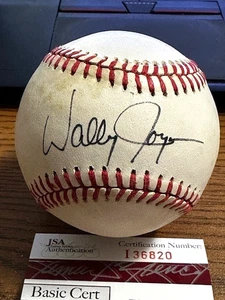 Wally Joyner
JSA
Authentication
Certification Number:
I36820
Basic Cert